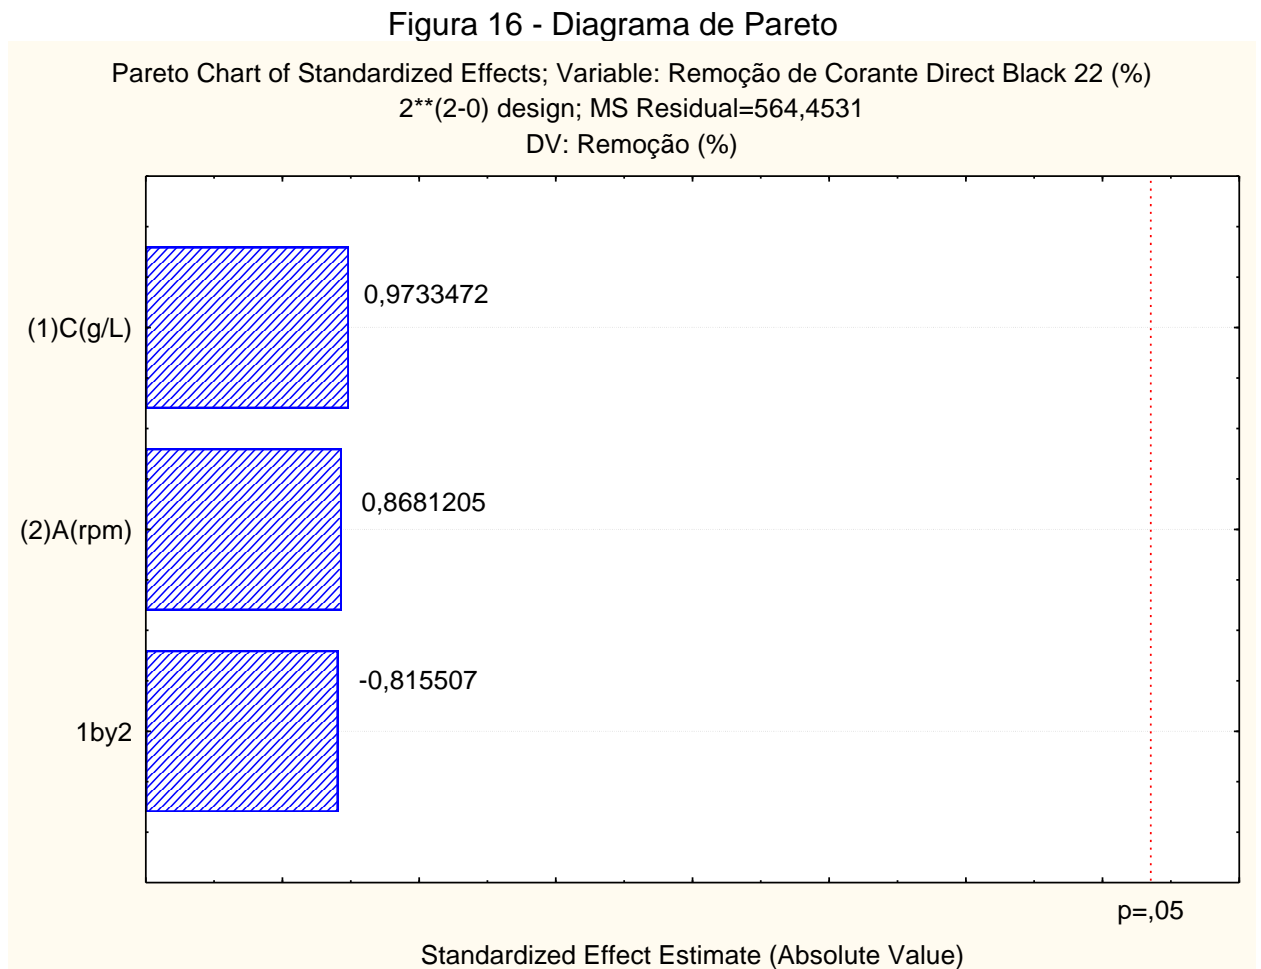 Figura 16 - Diagrama de Pareto
Pareto Chart of Standardized Effects; Variable: Remoção de Corante Direct Black 22 (%)
2**(2-0) design; MS Residual=564,4531
DV: Remoção (%)
(1)C(g/L)
0,9733472
(2)A(rpm)
0,8681205
1by2
-0,815507
p=,05
Standardized Effect Estimate (Absolute Value)